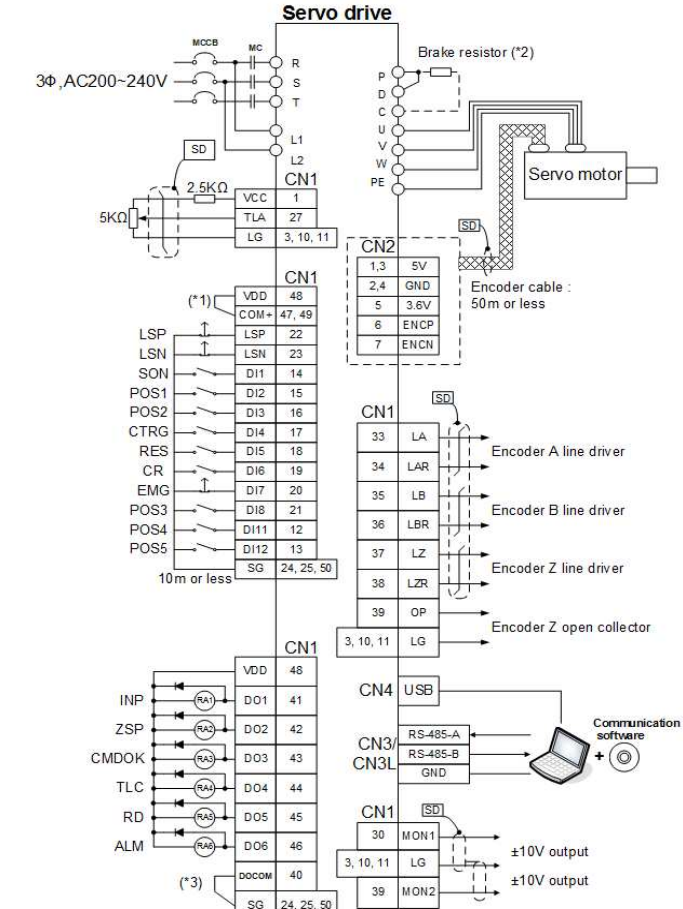 Servo drive
MCCB
MC
3Φ,AC200~240V
R
S
T
L1
L2
Brake resistor (*2)
P
D
C
U
V
W
PE
Servo motor
SD
CN1
2.5KΩ
5KΩ
VCC 1
TLA 27
LG 3, 10, 11
CN2
1,3 5V
2,4 GND
5 3.6V
6 ENCP
7 ENCN
SD
Encoder cable :
50m or less
CN1
(*1)
VDD 48
COM+ 47, 49
LSP LSP 22
LSN LSN 23
SON DI1 14
POS1 DI2 15
POS2 DI3 16
CTRG DI4 17
RES DI5 18
CR DI6 19
EMG DI7 20
POS3 DI8 21
POS4 DI11 12
POS5 DI12 13
SG 24, 25, 50
10m or less
CN1
SD
33 LA
34 LAR
Encoder A line driver
35 LB
36 LBR
Encoder B line driver
37 LZ
38 LZR
Encoder Z line driver
39 OP
3, 10, 11 LG
Encoder Z open collector
CN1
VDD 48
INP RA1 DO1 41
ZSP RA2 DO2 42
CMDOK RA3 DO3 43
TLC RA4 DO4 44
RD RA5 DO5 45
ALM RA6 DO6 46
(*3)
DOCOM 40
SG 24, 25, 50
CN4 USB
CN3/
CN3L
RS-485-A
RS-485-B
GND
Communication
software
+
CN1
SD
30 MON1
3, 10, 11 LG
39 MON2
±10V output
±10V output